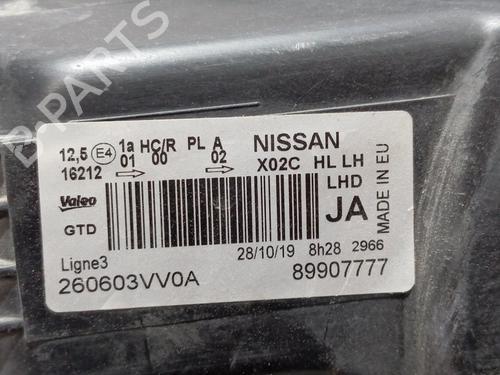 12,5 E4 1a HC/R PL A NISSAN
16212 01 00 02 X02C HL LH
Valeo LHD
GTD JA
MADE IN EU
Ligne3 28/10/19 8h28 2966
260603VV0A 89907777
B-PARTS